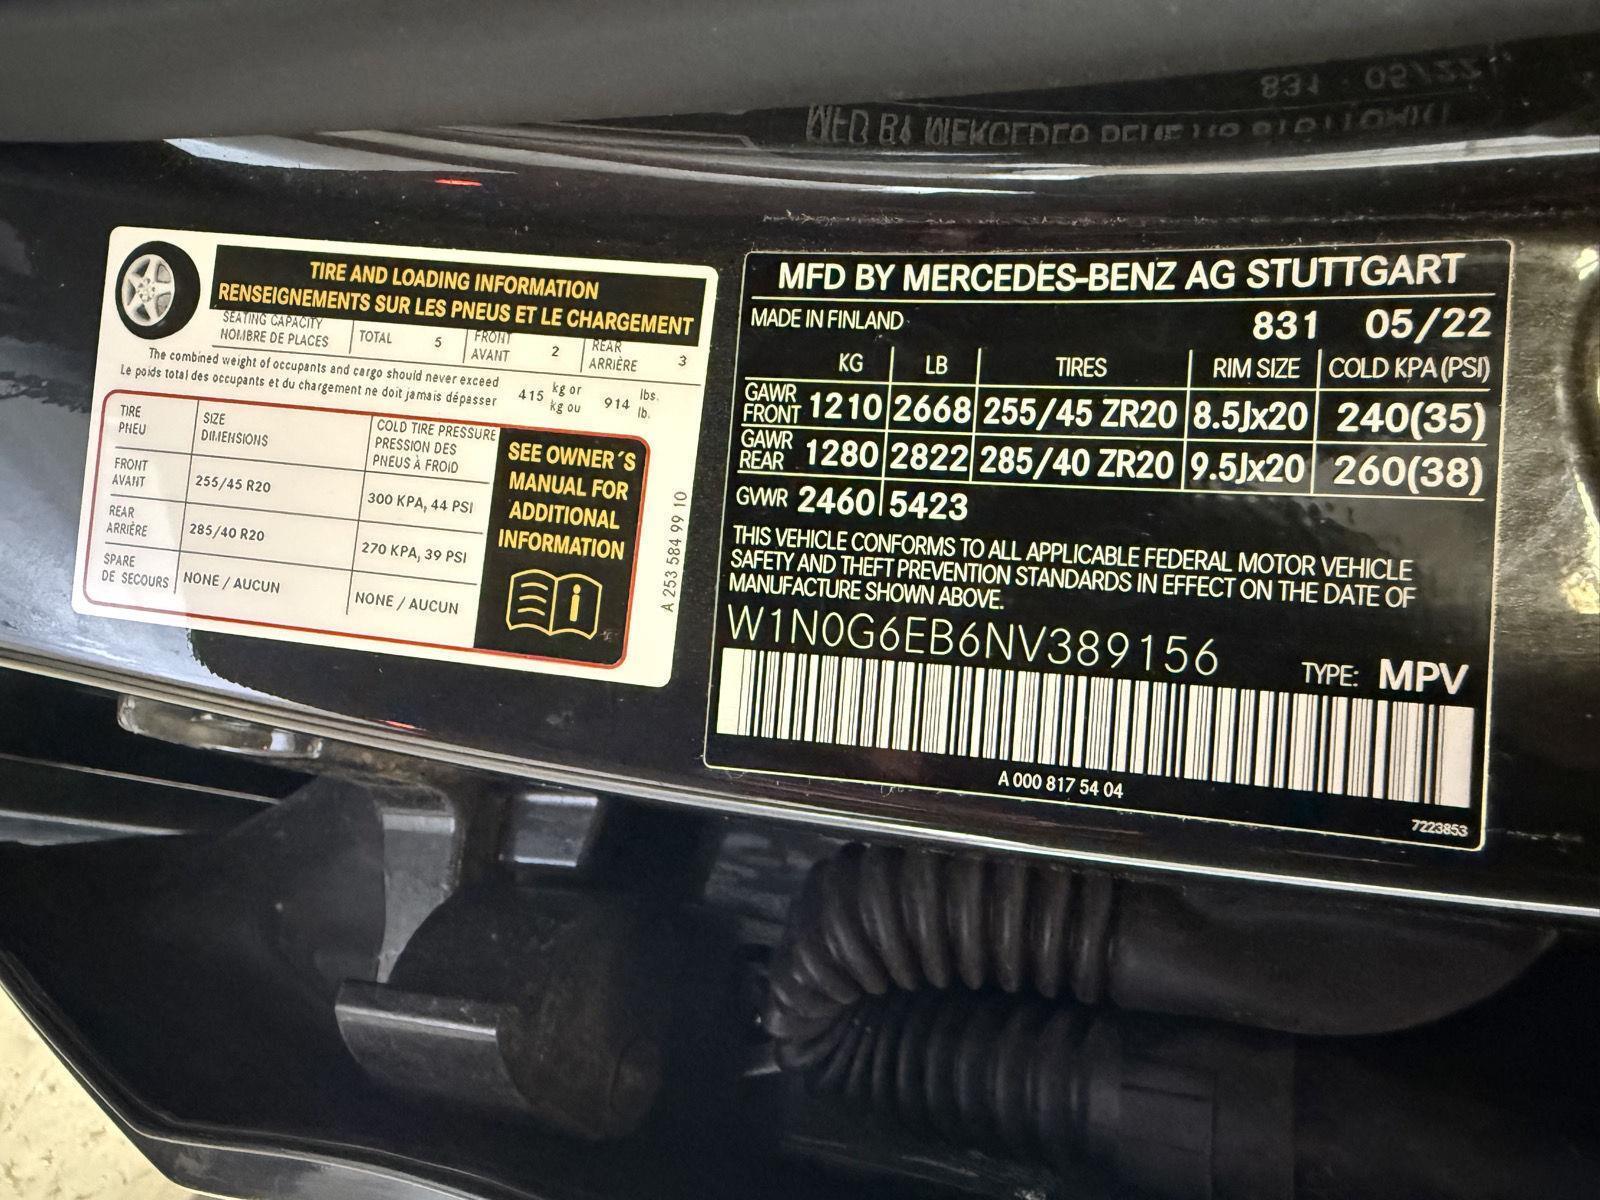 TIRE AND LOADING INFORMATION
RENSEIGNEMENTS SUR LES PNEUS ET LE CHARGEMENT
SEATING CAPACITY
NOMBRE DE PLACES
TOTAL 5
FRONT
AVANT 2
REAR
ARRIÈRE 3
The combined weight of occupants and cargo should never exceed
Le poids total des occupants et du chargement ne doit jamais dépasser
415 kg or
kg ou
914 lbs.
lb.
TIRE
PNEU
SIZE
DIMENSIONS
COLD TIRE PRESSURE
PRESSION DES
PNEUS À FROID
FRONT
AVANT
255/45 R20
300 KPA, 44 PSI
REAR
ARRIÈRE
285/40 R20
270 KPA, 39 PSI
SPARE
DE SECOURS
NONE / AUCUN
NONE / AUCUN
SEE OWNER´S
MANUAL FOR
ADDITIONAL
INFORMATION
A 253 584 99 10
MFD BY MERCEDES-BENZ AG STUTTGART
MADE IN FINLAND 831 05/22
KG LB TIRES RIM SIZE COLD KPA (PSI)
GAWR
FRONT 1210 2668 255/45 ZR20 8.5Jx20 240(35)
GAWR
REAR 1280 2822 285/40 ZR20 9.5Jx20 260(38)
GVWR 2460 5423
THIS VEHICLE CONFORMS TO ALL APPLICABLE FEDERAL MOTOR VEHICLE
SAFETY AND THEFT PREVENTION STANDARDS IN EFFECT ON THE DATE OF
MANUFACTURE SHOWN ABOVE.
W1N0G6EB6NV389156
TYPE: MPV
A 000 817 54 04
7223853